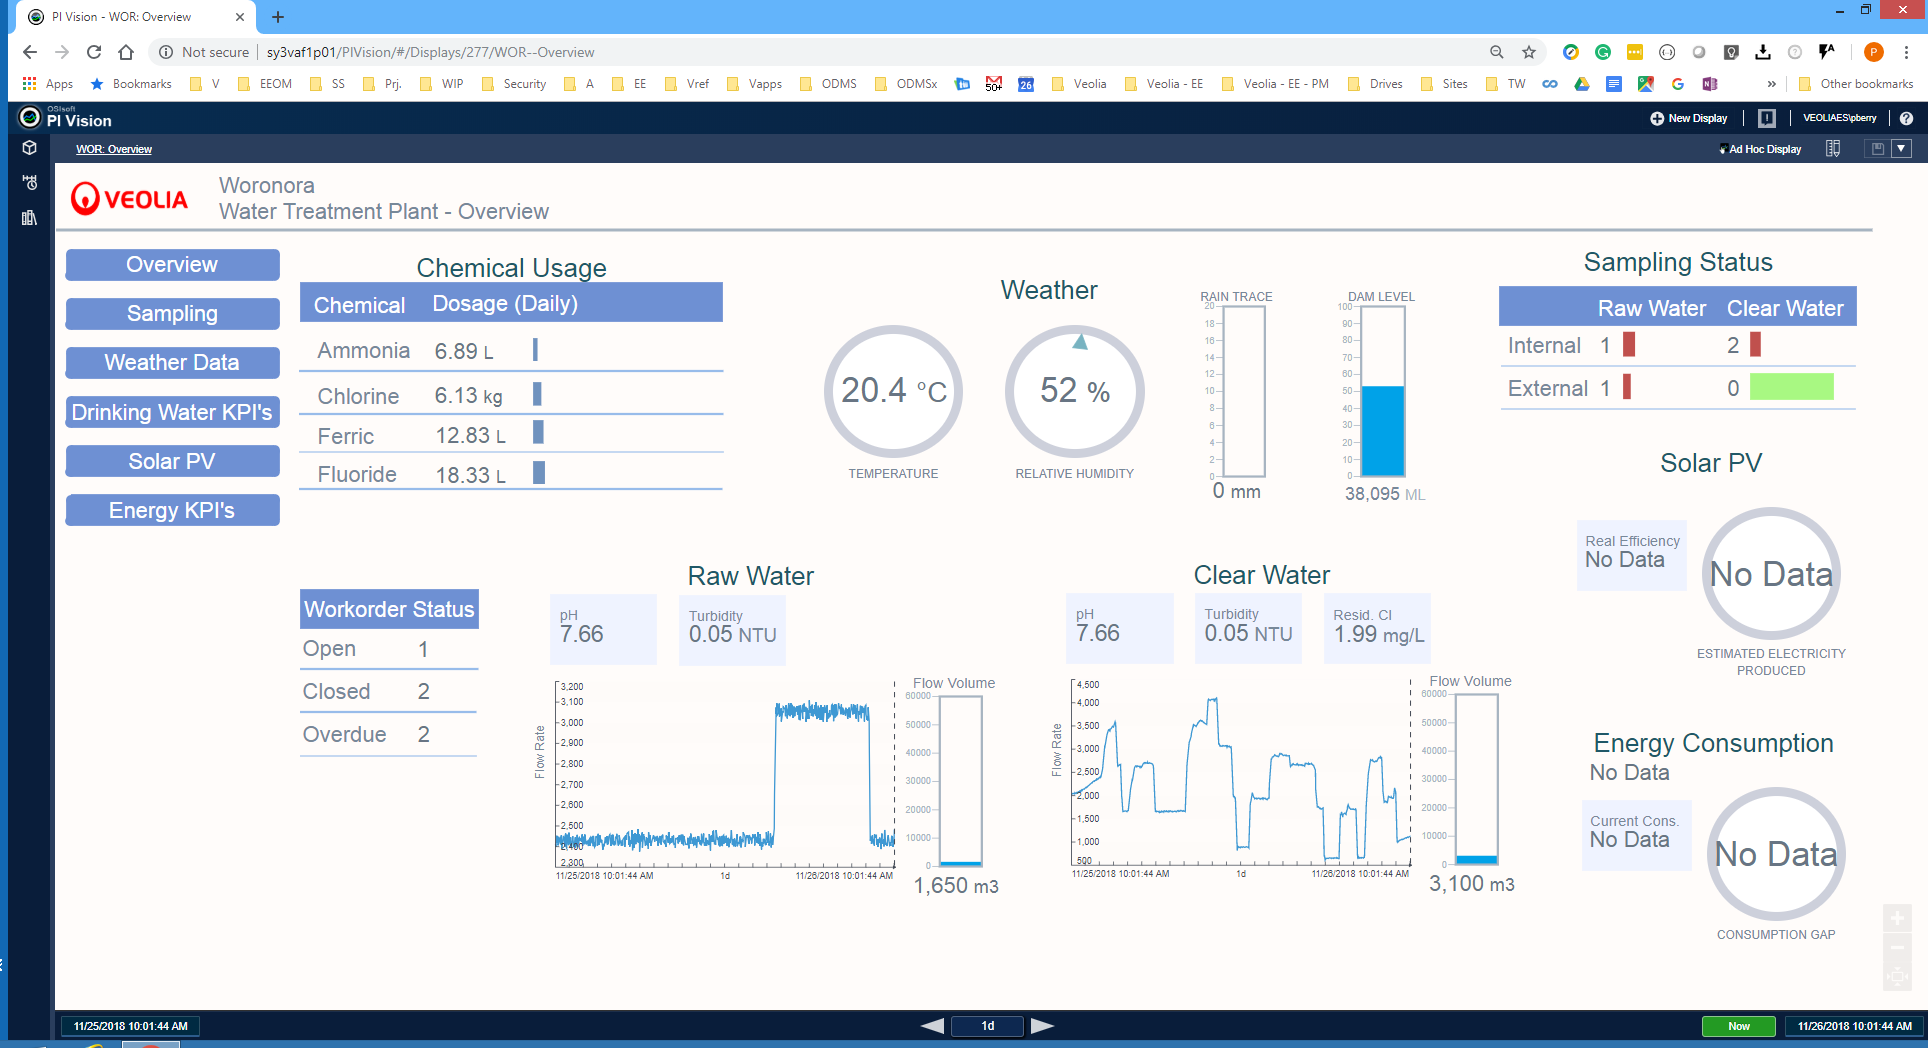 PI Vision - WOR: Overview
Not secure | sy3vaf1p01/PIVision/#/Displays/277/WOR--Overview
P
Apps Bookmarks V EEOM SS Prj. WIP Security A EE Vref Vapps ODMS ODMSx 50+ 26 Veolia Veolia - EE Veolia - EE - PM Drives Sites TW » Other bookmarks
OSIsoft
PI Vision
New Display
VEOLIAES\pberry
WOR: Overview
Ad Hoc Display
VEOLIA
Woronora
Water Treatment Plant - Overview
Overview
Sampling
Weather Data
Drinking Water KPI's
Solar PV
Energy KPI's
Chemical Usage
Chemical Dosage (Daily)
Ammonia 6.89 L
Chlorine 6.13 kg
Ferric 12.83 L
Fluoride 18.33 L
Weather
20.4 °C
TEMPERATURE
52 %
RELATIVE HUMIDITY
RAIN TRACE
20
18
16
14
12
10
8
6
4
2
0
0 mm
DAM LEVEL
100
90
80
70
60
50
40
30
20
10
0
38,095 ML
Sampling Status
Raw Water Clear Water
Internal 1 2
External 1 0
Solar PV
Real Efficiency
No Data
No Data
ESTIMATED ELECTRICITY
PRODUCED
Workorder Status
Open 1
Closed 2
Overdue 2
Raw Water
pH
7.66
Turbidity
0.05 NTU
Flow Rate
3,200
3,100
3,000
2,900
2,800
2,700
2,600
2,500
2,400
2,300
11/25/2018 10:01:44 AM 1d 11/26/2018 10:01:44 AM
Flow Volume
60000
50000
40000
30000
20000
10000
0
1,650 m3
Clear Water
pH
7.66
Turbidity
0.05 NTU
Resid. Cl
1.99 mg/L
Flow Rate
4,500
4,000
3,500
3,000
2,500
2,000
1,500
1,000
500
11/25/2018 10:01:44 AM 1d 11/26/2018 10:01:44 AM
Flow Volume
60000
50000
40000
30000
20000
10000
0
3,100 m3
Energy Consumption
No Data
Current Cons.
No Data
No Data
CONSUMPTION GAP
11/25/2018 10:01:44 AM
1d
Now
11/26/2018 10:01:44 AM